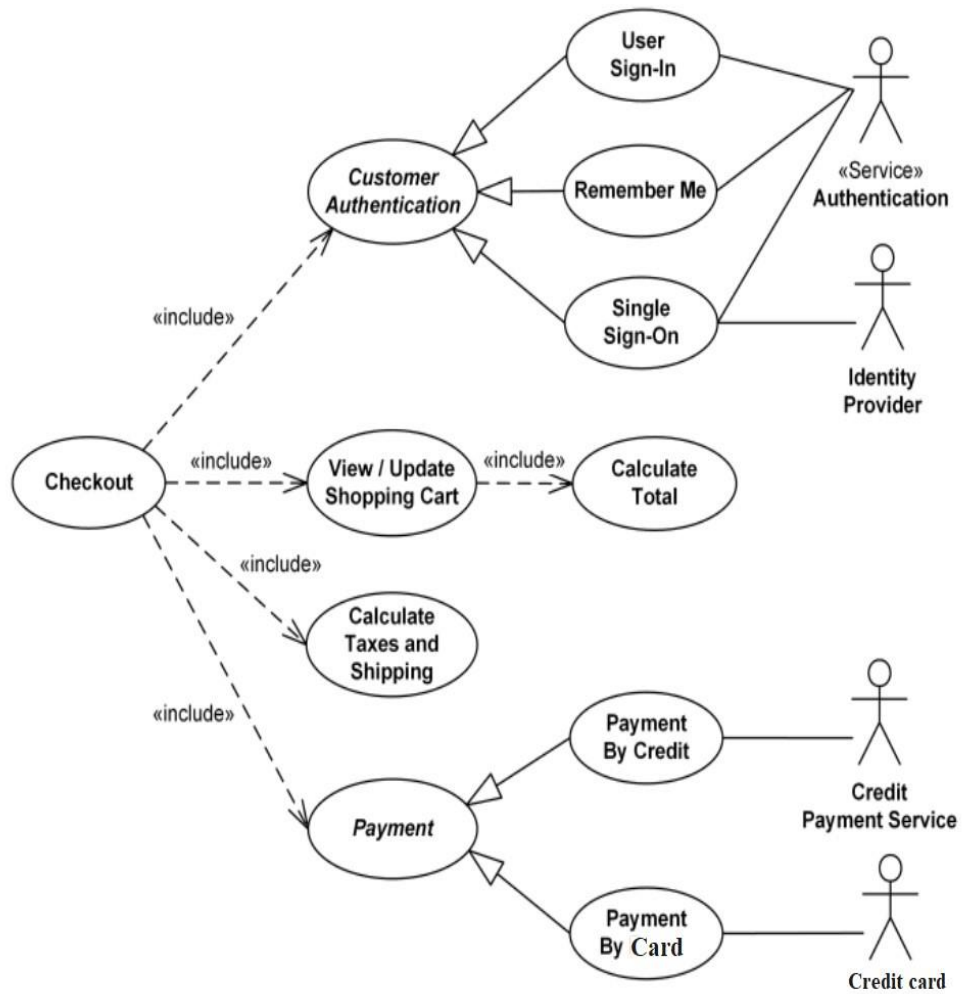 User
Sign-In
Customer
Authentication
Remember Me
«Service»
Authentication
Single
Sign-On
Identity
Provider
«include»
Checkout
«include»
View / Update
Shopping Cart
«include»
Calculate
Total
«include»
Calculate
Taxes and
Shipping
«include»
Payment
By Credit
Credit
Payment Service
Payment
Payment
By Card
Credit card